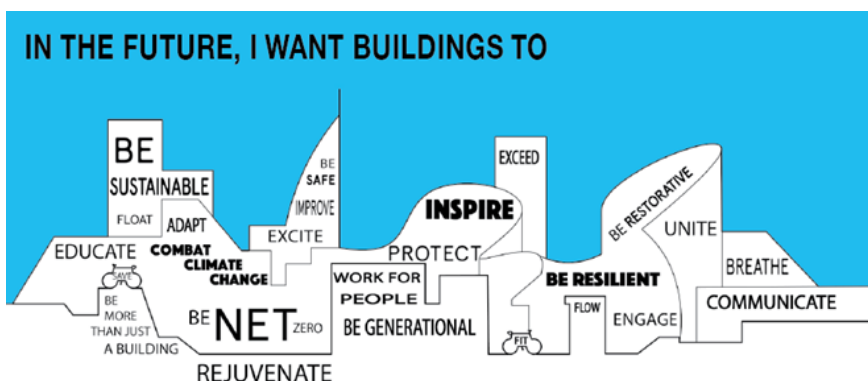 IN THE FUTURE, I WANT BUILDINGS TO
BE
SUSTAINABLE
FLOAT
ADAPT
EDUCATE
COMBAT
CLIMATE
CHANGE
SAVE
BE
MORE
THAN JUST
A BUILDING
BE NET ZERO
REJUVENATE
BE
SAFE
IMPROVE
EXCITE
INSPIRE
PROTECT
WORK FOR
PEOPLE
BE GENERATIONAL
EXCEED
BE RESILIENT
FIT
FLOW
ENGAGE
BE RESTORATIVE
UNITE
BREATHE
COMMUNICATE